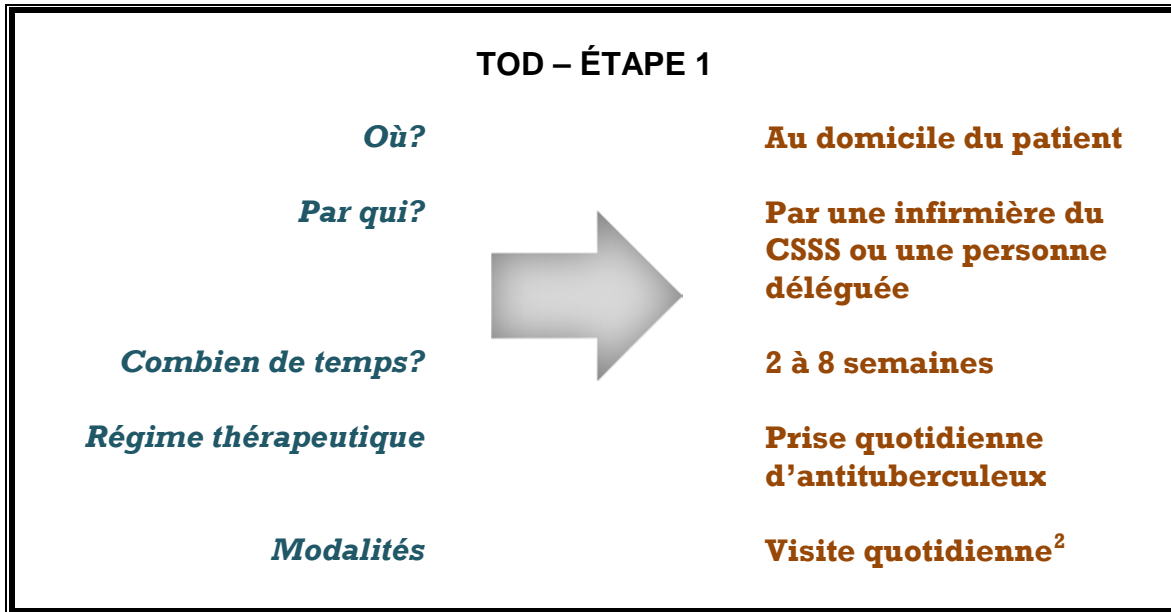 TOD – ÉTAPE 1
Où?
Au domicile du patient
Par qui?
Par une infirmière du
CSSS ou une personne
déléguée
Combien de temps?
2 à 8 semaines
Régime thérapeutique
Prise quotidienne
d’antituberculeux
Modalités
Visite quotidienne²